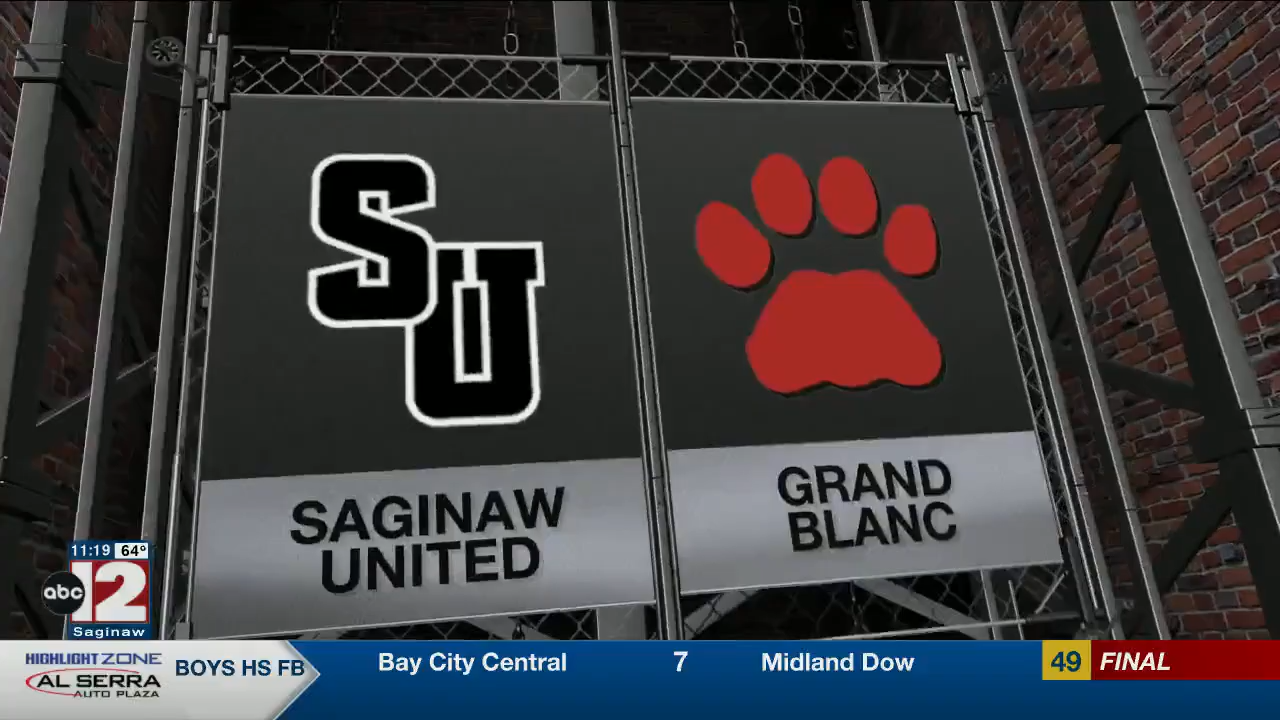 SU
SAGINAW
UNITED
GRAND
BLANC
11:19 64°
abc 12
Saginaw
HIGHLIGHT ZONE
AL SERRA
AUTO PLAZA
BOYS HS FB
Bay City Central 7 Midland Dow 49 FINAL